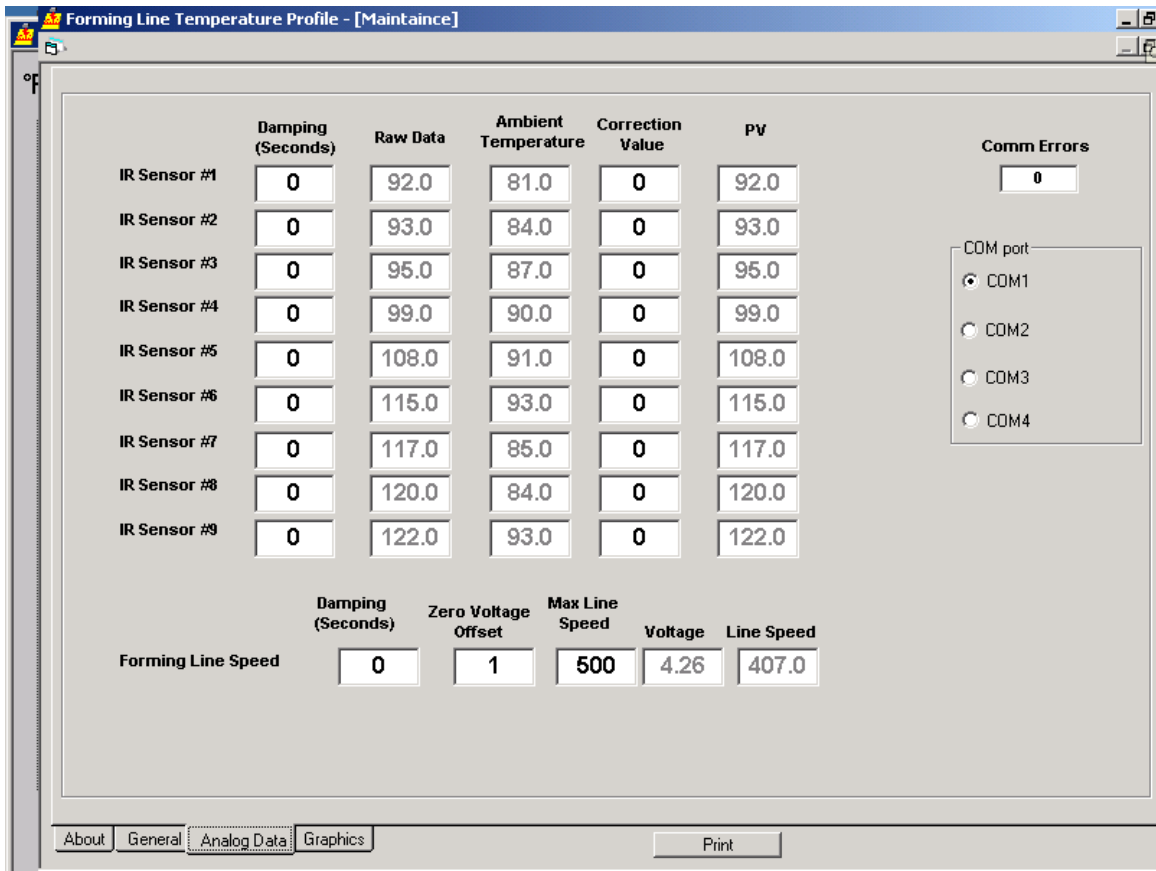 Forming Line Temperature Profile - [Maintaince]
°F
Damping (Seconds) Raw Data Ambient Temperature Correction Value PV Comm Errors
0
IR Sensor #1 0 92.0 81.0 0 92.0
IR Sensor #2 0 93.0 84.0 0 93.0
IR Sensor #3 0 95.0 87.0 0 95.0
IR Sensor #4 0 99.0 90.0 0 99.0
IR Sensor #5 0 108.0 91.0 0 108.0
IR Sensor #6 0 115.0 93.0 0 115.0
IR Sensor #7 0 117.0 85.0 0 117.0
IR Sensor #8 0 120.0 84.0 0 120.0
IR Sensor #9 0 122.0 93.0 0 122.0
COM port
COM1
COM2
COM3
COM4
Damping (Seconds) Zero Voltage Offset Max Line Speed Voltage Line Speed
Forming Line Speed 0 1 500 4.26 407.0
About General Analog Data Graphics Print